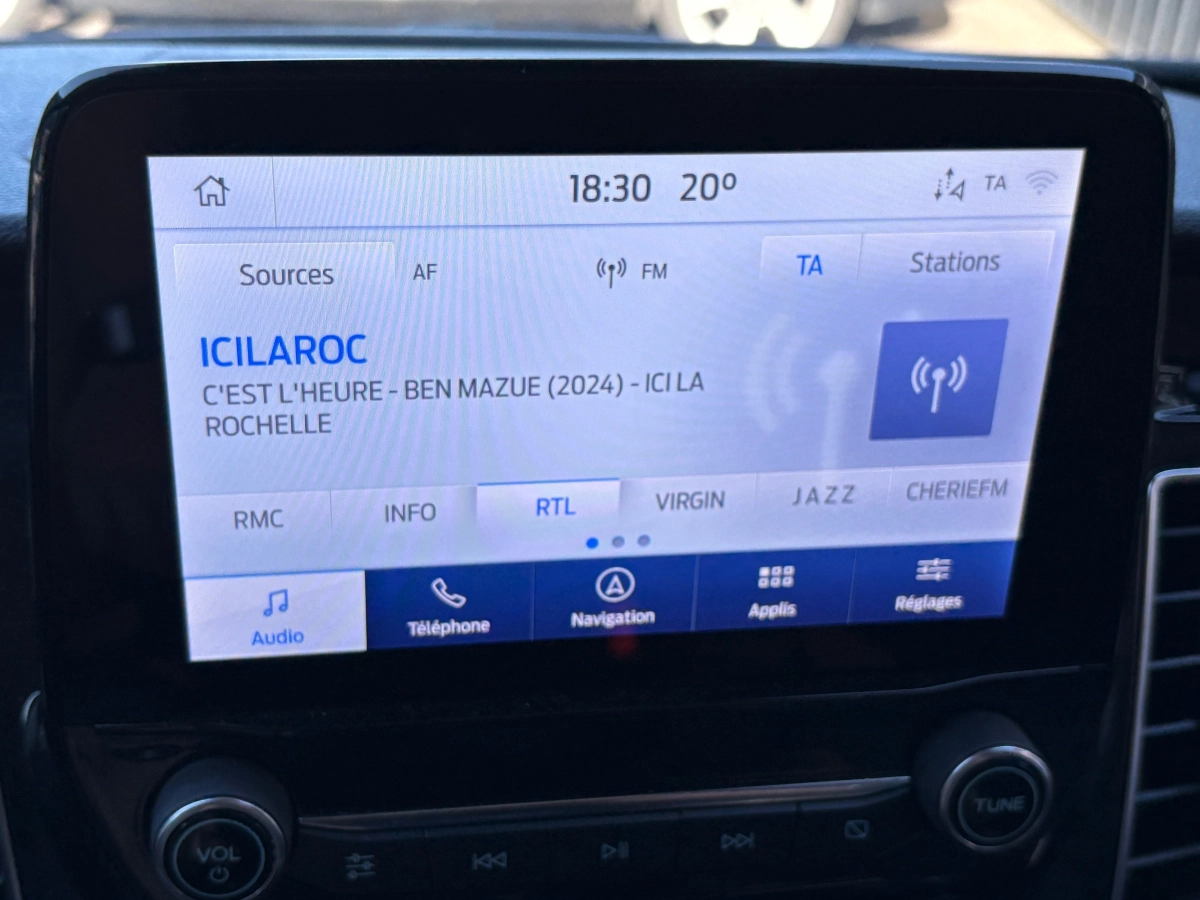 18:30 20º TA
Sources AF FM TA Stations
ICILAROC
C'EST L'HEURE - BEN MAZUE (2024) - ICI LA
ROCHELLE
RMC INFO RTL VIRGIN JAZZ CHERIEFM
Audio Téléphone Navigation Applis Réglages
VOL TUNE